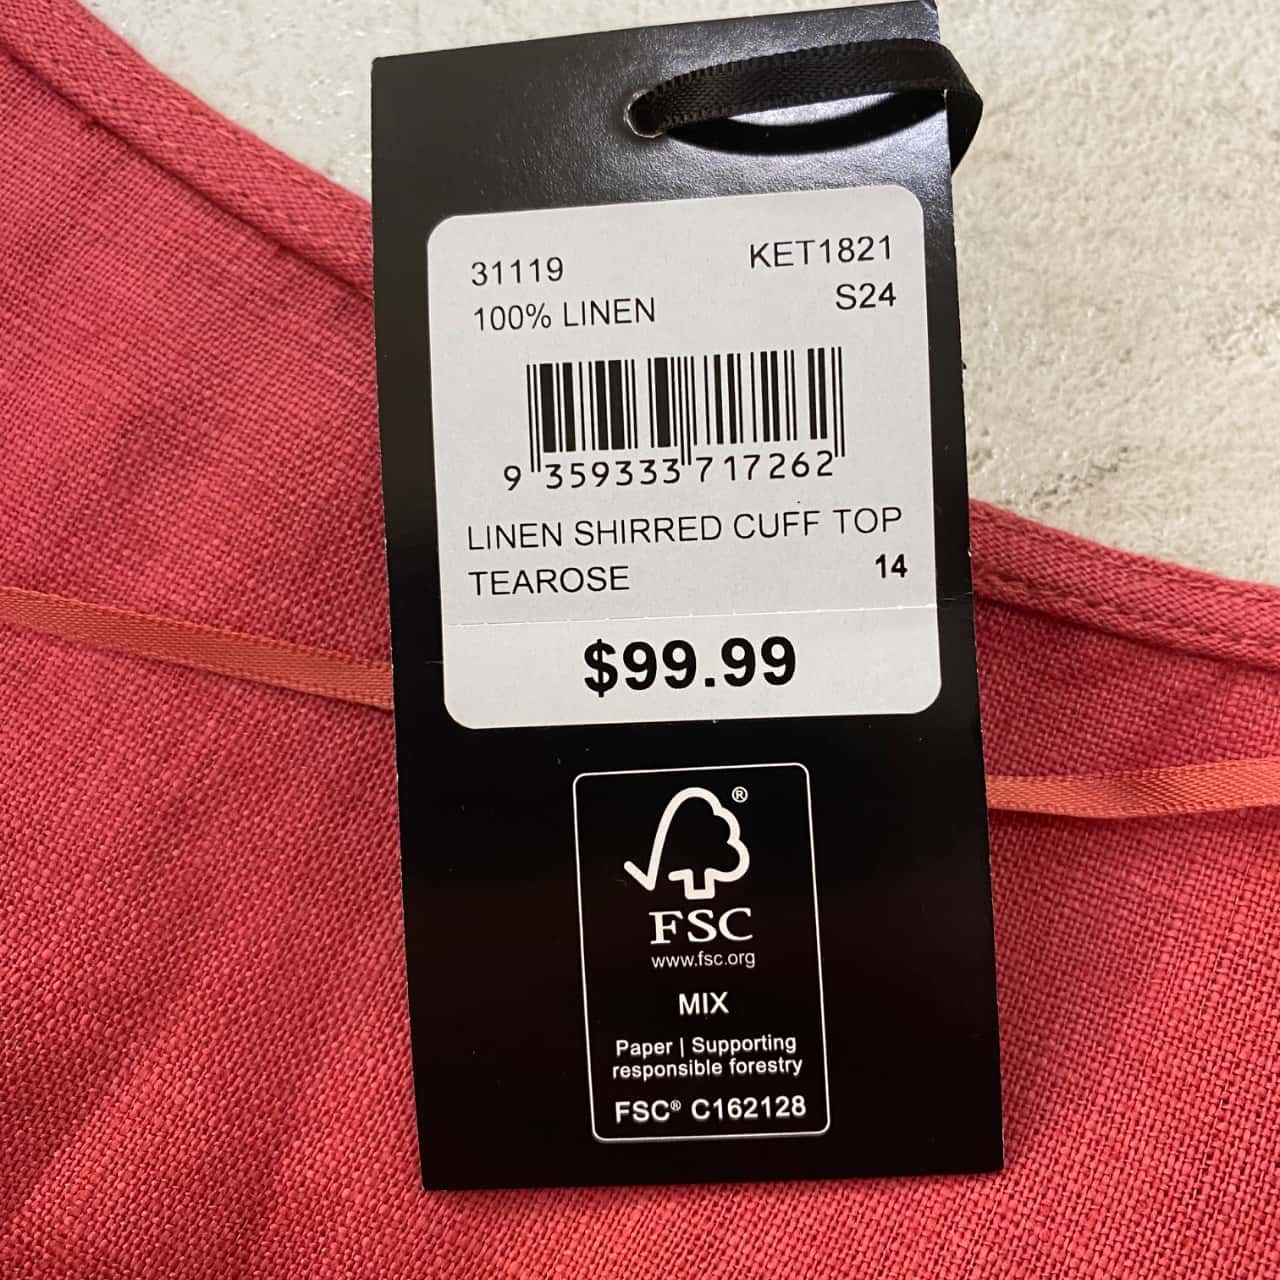 31119 KET1821
100% LINEN S24
9 359333 717262
LINEN SHIRRED CUFF TOP
TEAROSE 14
$99.99
®
FSC
www.fsc.org
MIX
Paper | Supporting
responsible forestry
FSC® C162128